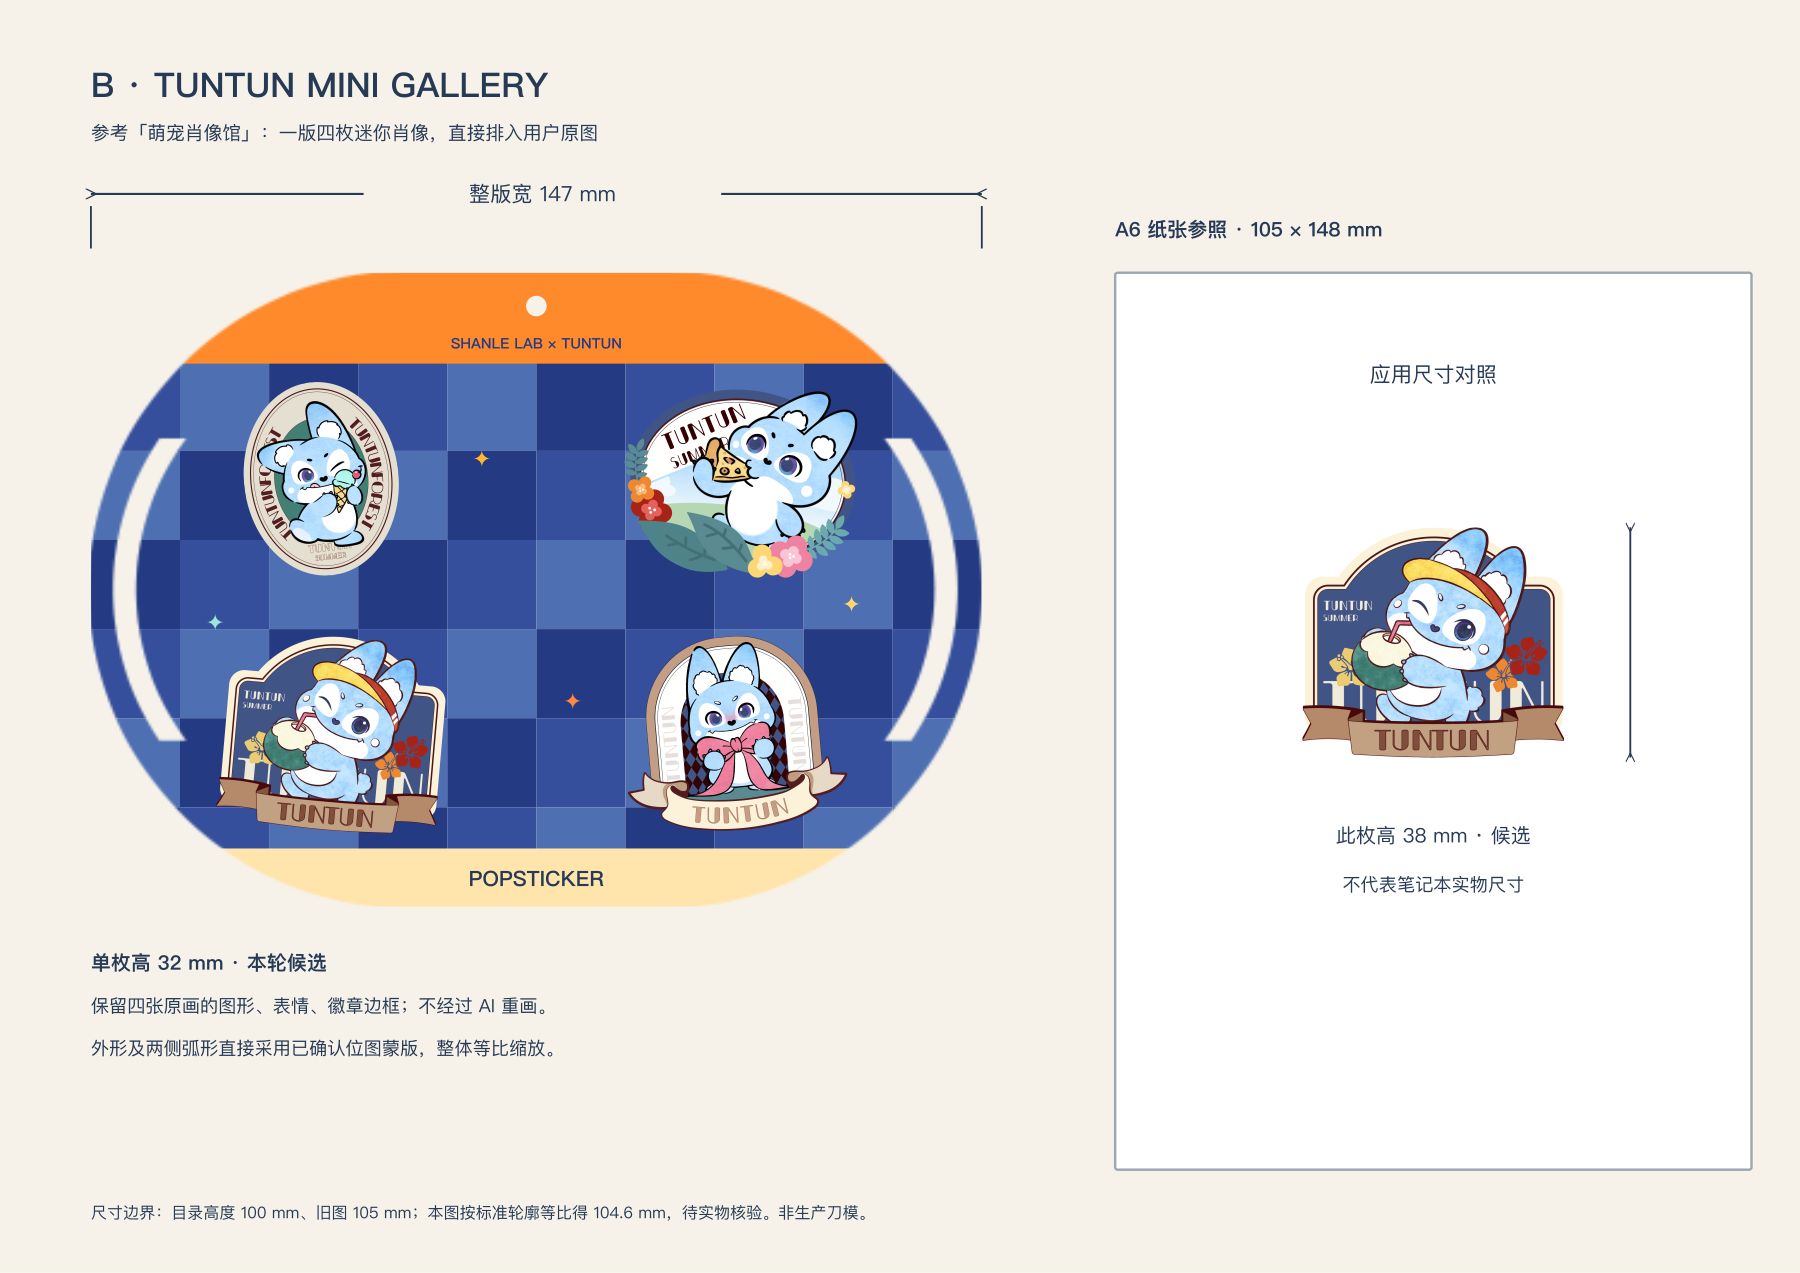 B · TUNTUN MINI GALLERY
参考「萌宠肖像馆」：一版四枚迷你肖像，直接排入用户原图
整版宽 147 mm
SHANLE LAB × TUNTUN
TUNTUNFOREST
TUNTUN
TUNTUN
SUMMER
TUNTUN
TUNTUN
POPSTICKER
单枚高 32 mm · 本轮候选
保留四张原画的图形、表情、徽章边框；不经过 AI 重画。
外形及两侧弧形直接采用已确认位图蒙版，整体等比缩放。
A6 纸张参照 · 105 × 148 mm
应用尺寸对照
TUNTUN
SUMMER
TUNTUN
此枚高 38 mm · 候选
不代表笔记本实物尺寸
尺寸边界：目录高度 100 mm、旧图 105 mm；本图按标准轮廓等比得 104.6 mm，待实物核验。非生产刀模。